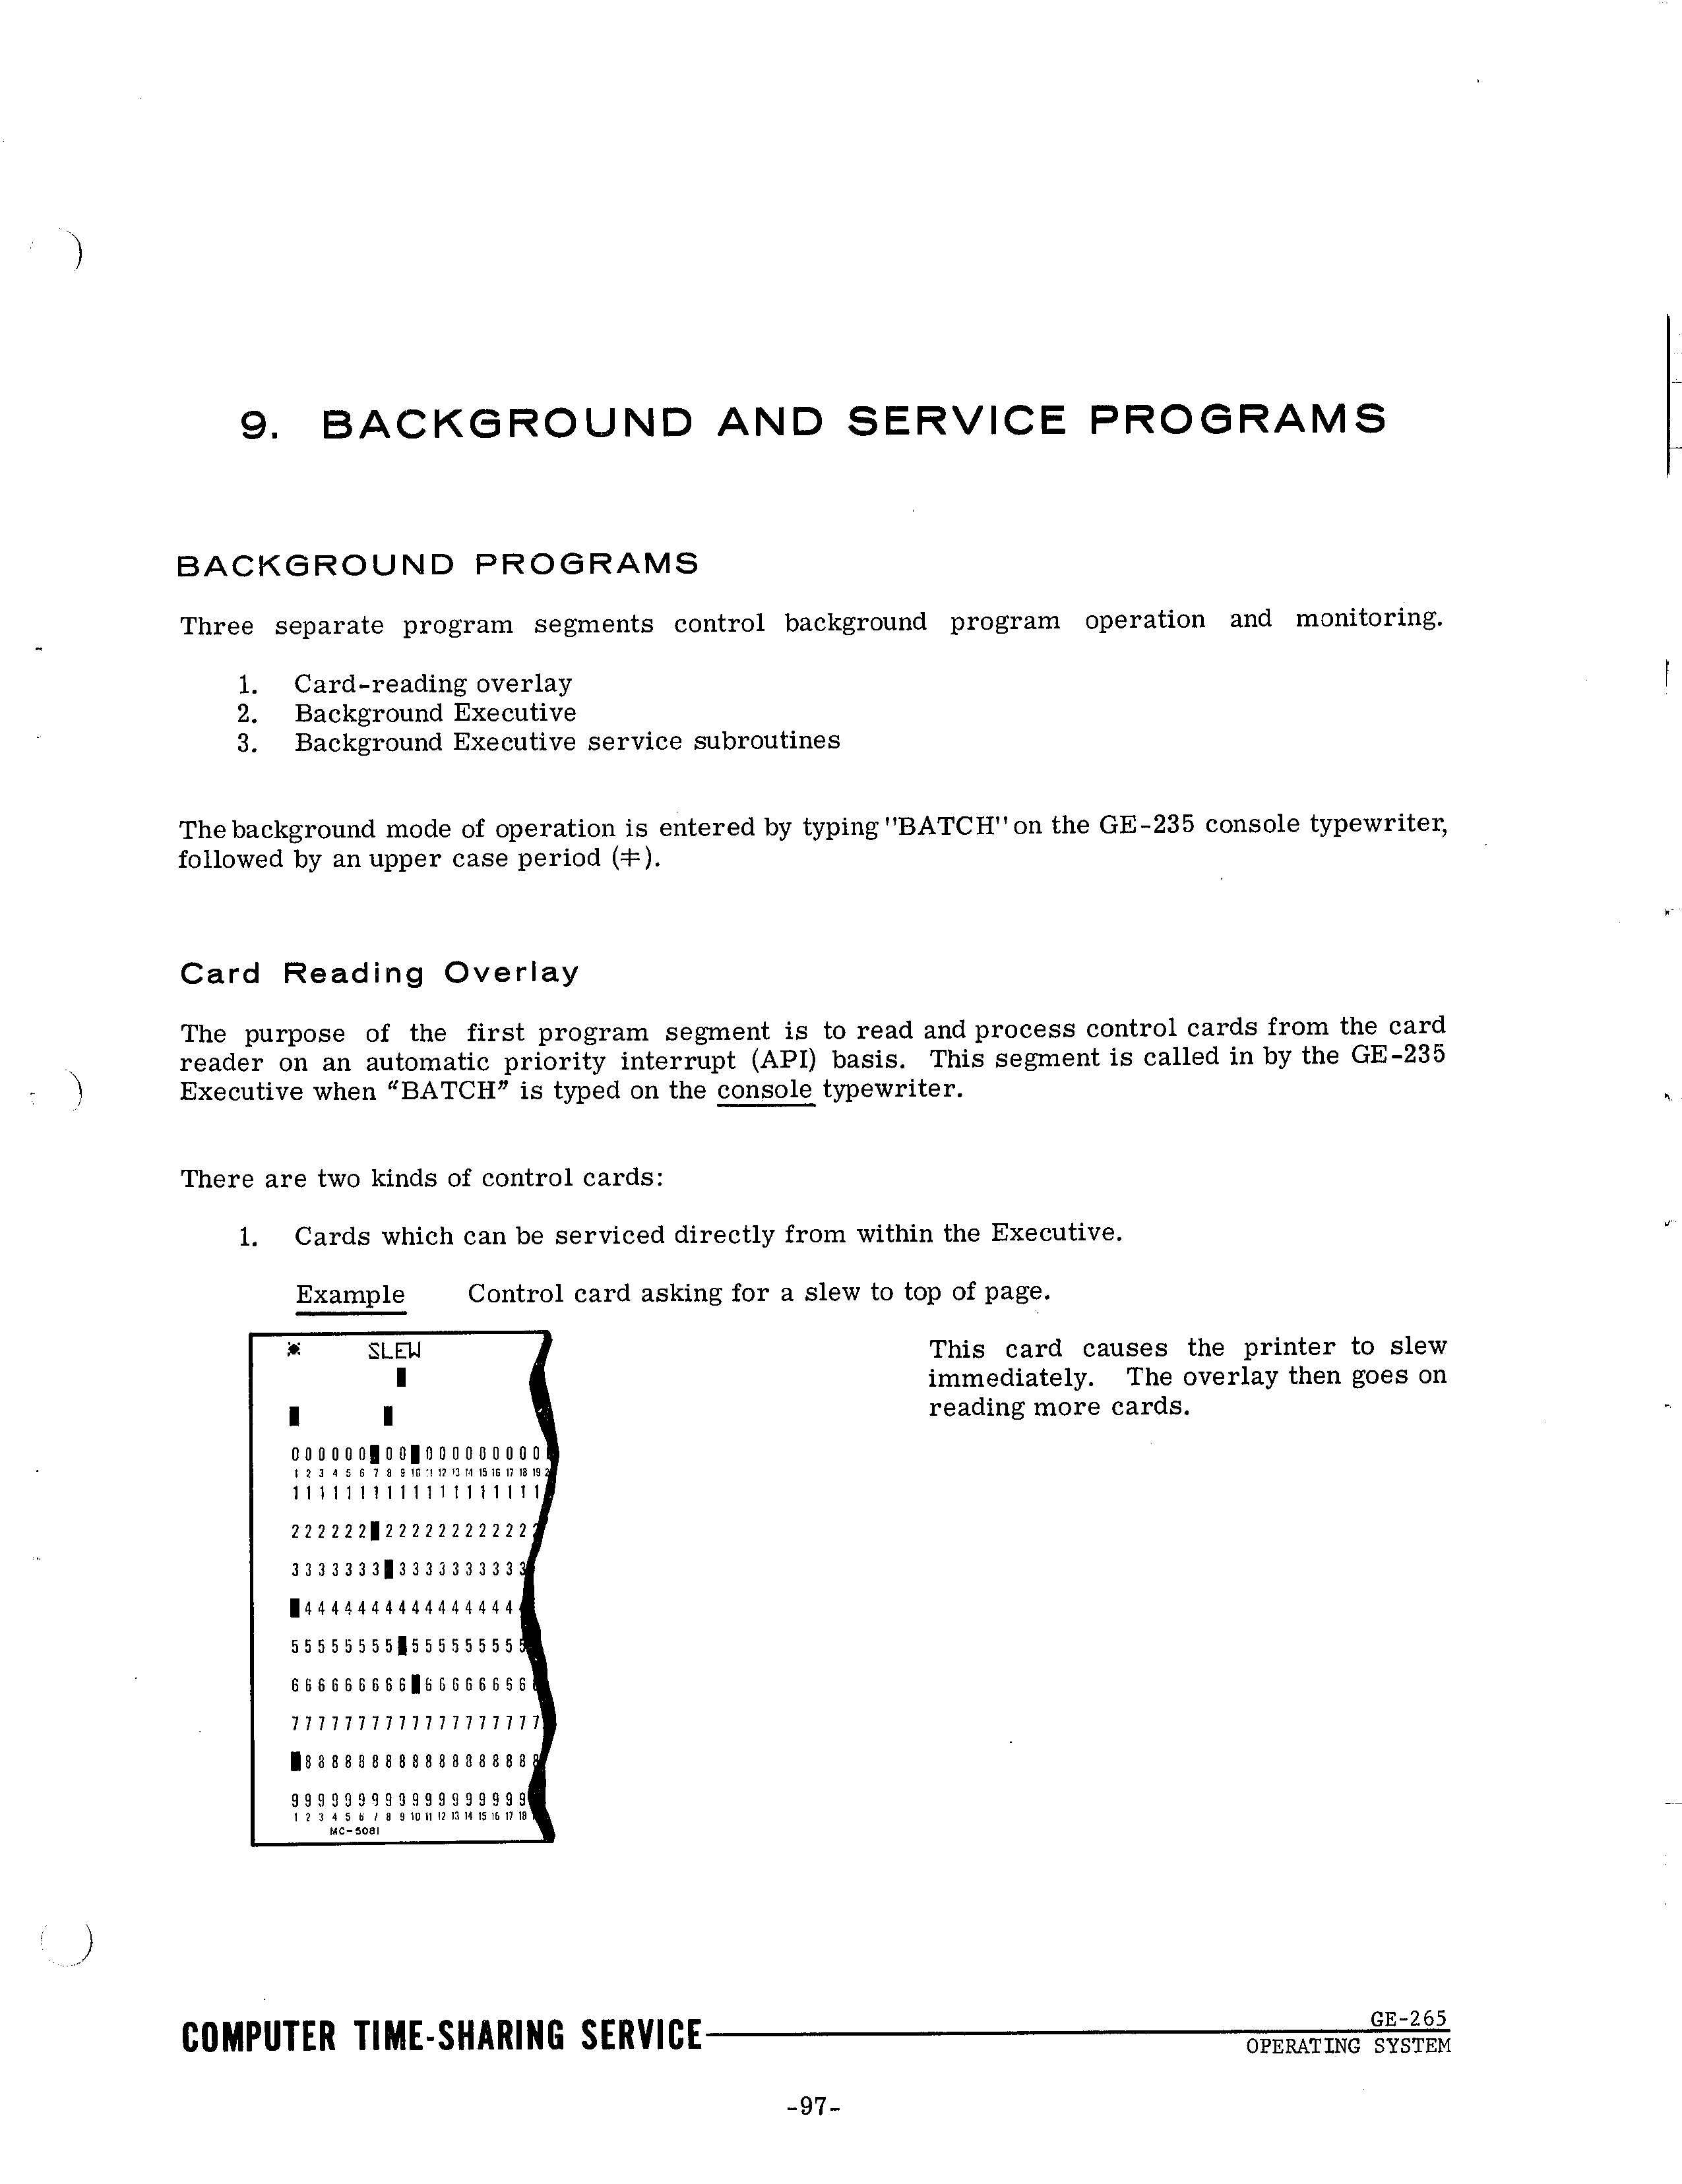 9. BACKGROUND AND SERVICE PROGRAMS
BACKGROUND PROGRAMS
Three separate program segments control background program operation and monitoring.
1. Card-reading overlay
2. Background Executive
3. Background Executive service subroutines
The background mode of operation is entered by typing "BATCH" on the GE-235 console typewriter,
followed by an upper case period (ǂ).
Card Reading Overlay
The purpose of the first program segment is to read and process control cards from the card
reader on an automatic priority interrupt (API) basis. This segment is called in by the GE-235
Executive when "BATCH" is typed on the console typewriter.
There are two kinds of control cards:
1. Cards which can be serviced directly from within the Executive.
Example Control card asking for a slew to top of page.
* SLEW
This card causes the printer to slew
immediately. The overlay then goes on
reading more cards.
000000 00 000000000
1 2 3 4 5 6 7 8 9 10 11 12 13 14 15 16 17 18 19 2
1111111111111111111
222222 22222222222
3333333 3333333333
4444444444444444
55555555 555555555
666666666 66666666
7777777777777777777
88888888888888888
999999999999999999
1 2 3 4 5 6 7 8 9 10 11 12 13 14 15 16 17 18
MC-5081
COMPUTER TIME-SHARING SERVICE
GE-265
OPERATING SYSTEM
-97-